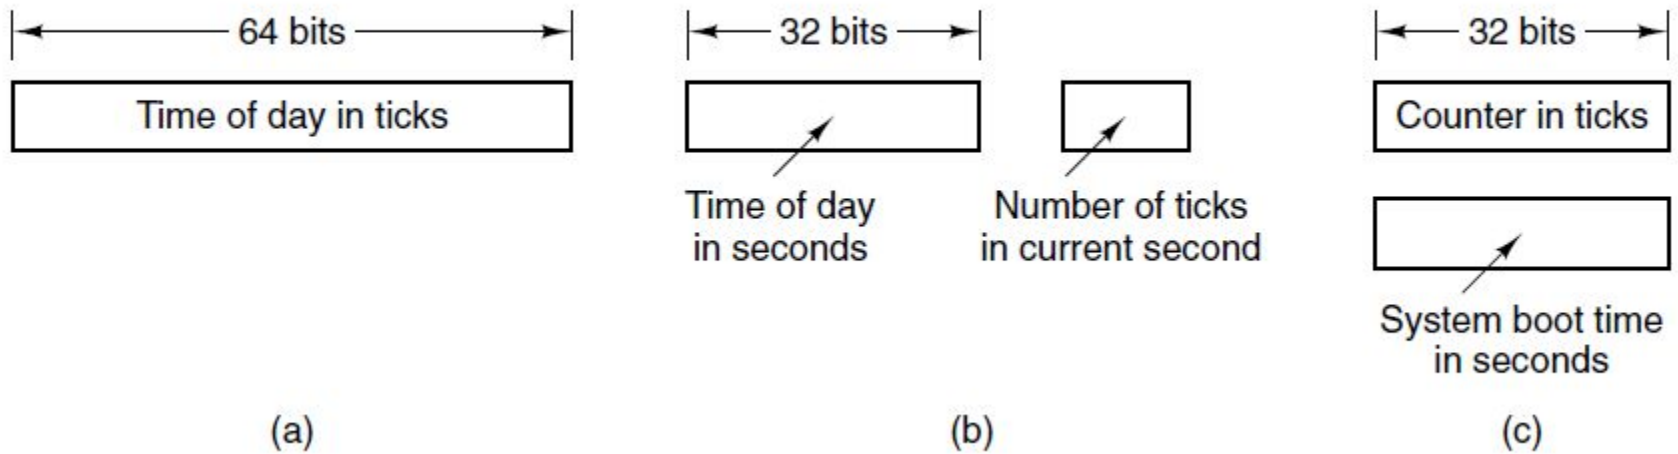 64 bits
Time of day in ticks
(a)
32 bits
Time of day
in seconds
Number of ticks
in current second
(b)
32 bits
Counter in ticks
System boot time
in seconds
(c)